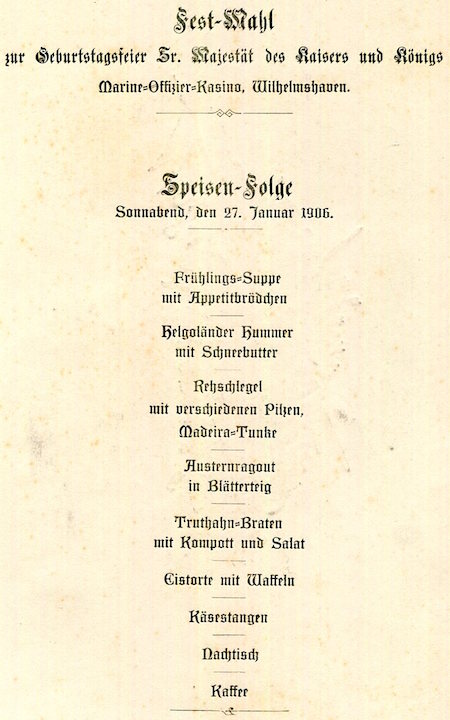 Fest-Mahl
zur Geburtstagsfeier Sr. Majestät des Kaisers und Königs
Marine-Offizier-Kasino, Wilhelmshaven.
Speisen-Folge
Sonnabend, den 27. Januar 1906.
Frühlings-Suppe
mit Appetitbrödchen
Helgoländer Hummer
mit Schneebutter
Rehschlegel
mit verschiedenen Pilzen,
Madeira-Tunke
Austernragout
in Blätterteig
Truthahn-Braten
mit Kompott und Salat
Eistorte mit Waffeln
Käsestangen
Nachtisch
Kaffee